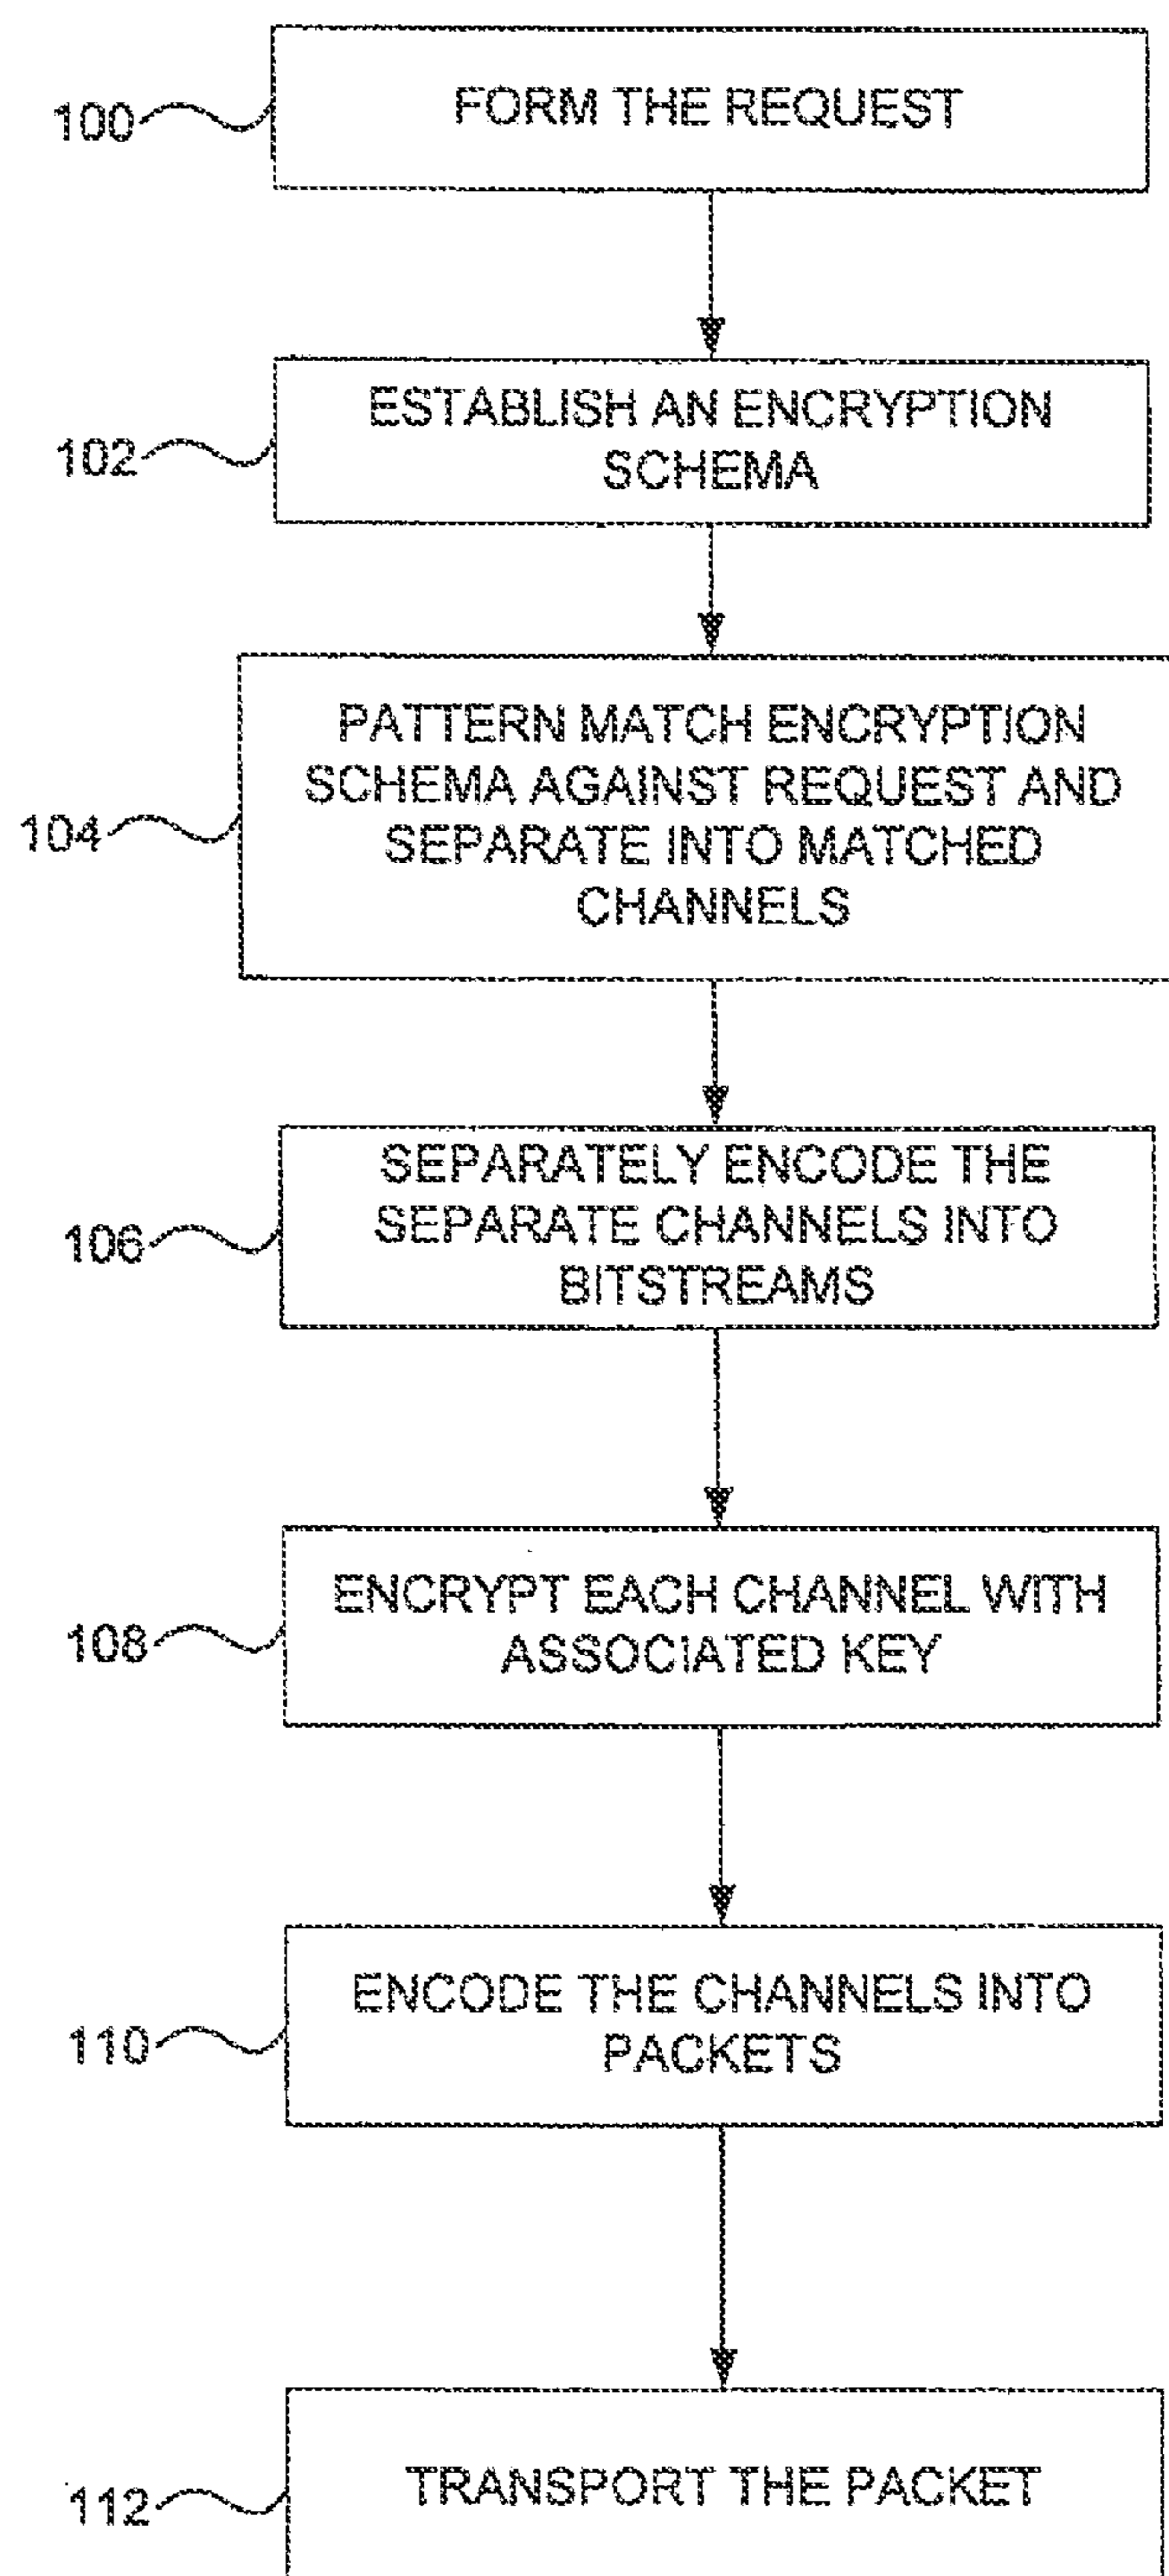 100
FORM THE REQUEST
102
ESTABLISH AN ENCRYPTION
SCHEMA
104
PATTERN MATCH ENCRYPTION
SCHEMA AGAINST REQUEST AND
SEPARATE INTO MATCHED
CHANNELS
106
SEPARATELY ENCODE THE
SEPARATE CHANNELS INTO
BITSTREAMS
108
ENCRYPT EACH CHANNEL WITH
ASSOCIATED KEY
110
ENCODE THE CHANNELS INTO
PACKETS
112
TRANSPORT THE PACKET